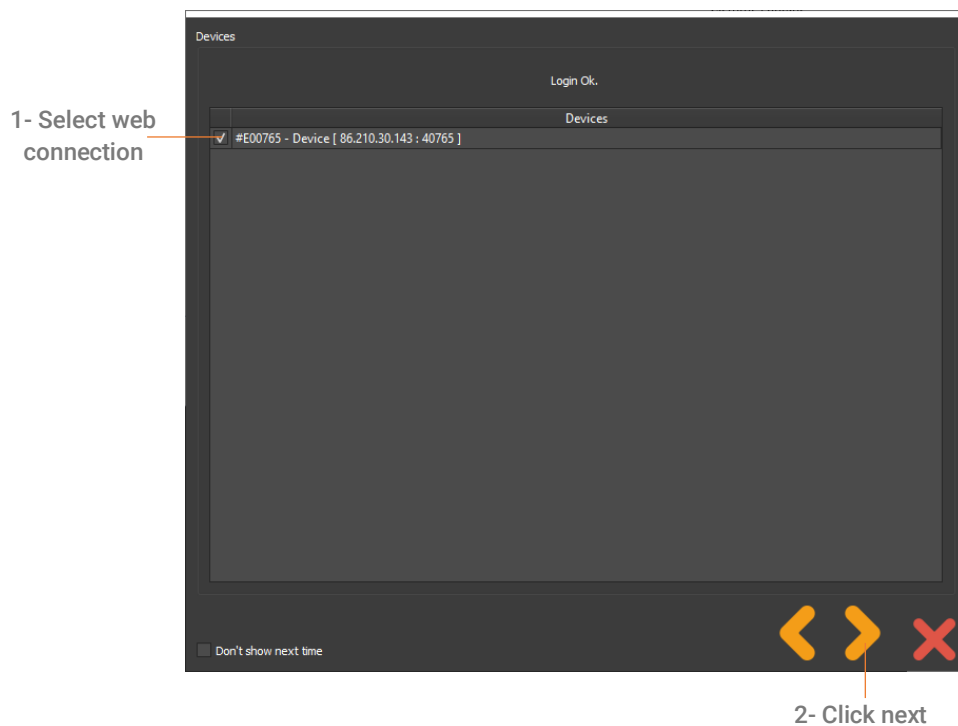 Devices
Login Ok.
Devices
1- Select web
connection
#E00765 - Device [ 86.210.30.143 : 40765 ]
Don't show next time
2- Click next